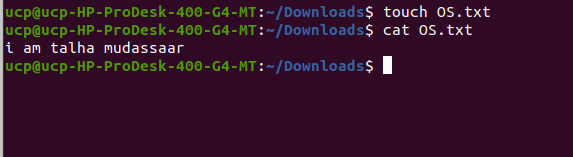 ucp@ucp-HP-ProDesk-400-G4-MT:~/Downloads$ touch OS.txt
ucp@ucp-HP-ProDesk-400-G4-MT:~/Downloads$ cat OS.txt
i am talha mudassaar
ucp@ucp-HP-ProDesk-400-G4-MT:~/Downloads$